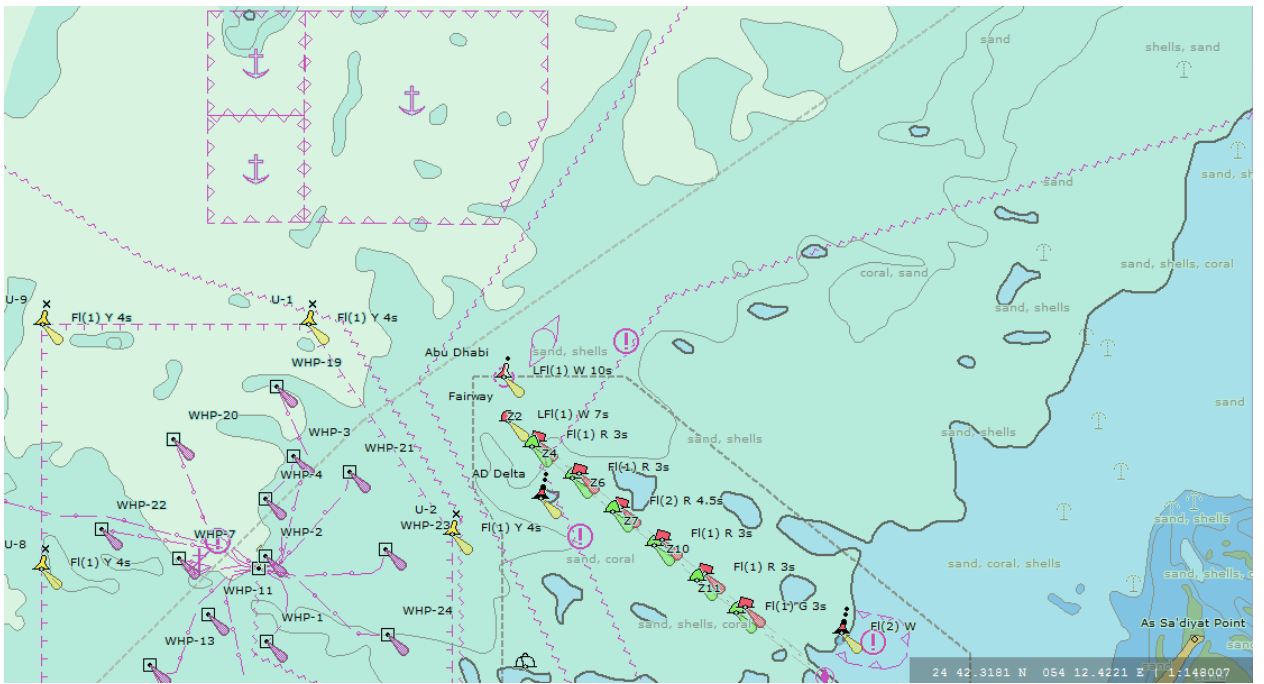 sand
shells, sand
sand, sh
sand
sand, shells, coral
coral, sand
sand, shells
U-9
U-1
Fl(1) Y 4s
Fl(1) Y 4s
Abu Dhabi
sand, shells
WHP-19
LFl(1) W 10s
Fairway
sand
WHP-20
Z2
LFl(1) W 7s
WHP-3
Fl(1) R 3s
sand, shells
sand, shells
WHP-21
Z4
WHP-4
AD Delta
Fl(1) R 3s
Z6
WHP-22
Fl(2) R 4.5s
U-2
WHP-23
Z7
sand, shells
WHP-7
WHP-2
Fl(1) Y 4s
Fl(1) R 3s
U-8
Z10
Fl(1) Y 4s
sand, coral
Fl(1) R 3s
sand, coral, shells
sand, shells, c
WHP-11
Z11
WHP-24
Fl(1) G 3s
WHP-1
sand, shells, coral
Fl(2) W
As Sa'diyat Point
WHP-13
sand
sand
24 42.3181 N 054 12.4221 E | 1:148007